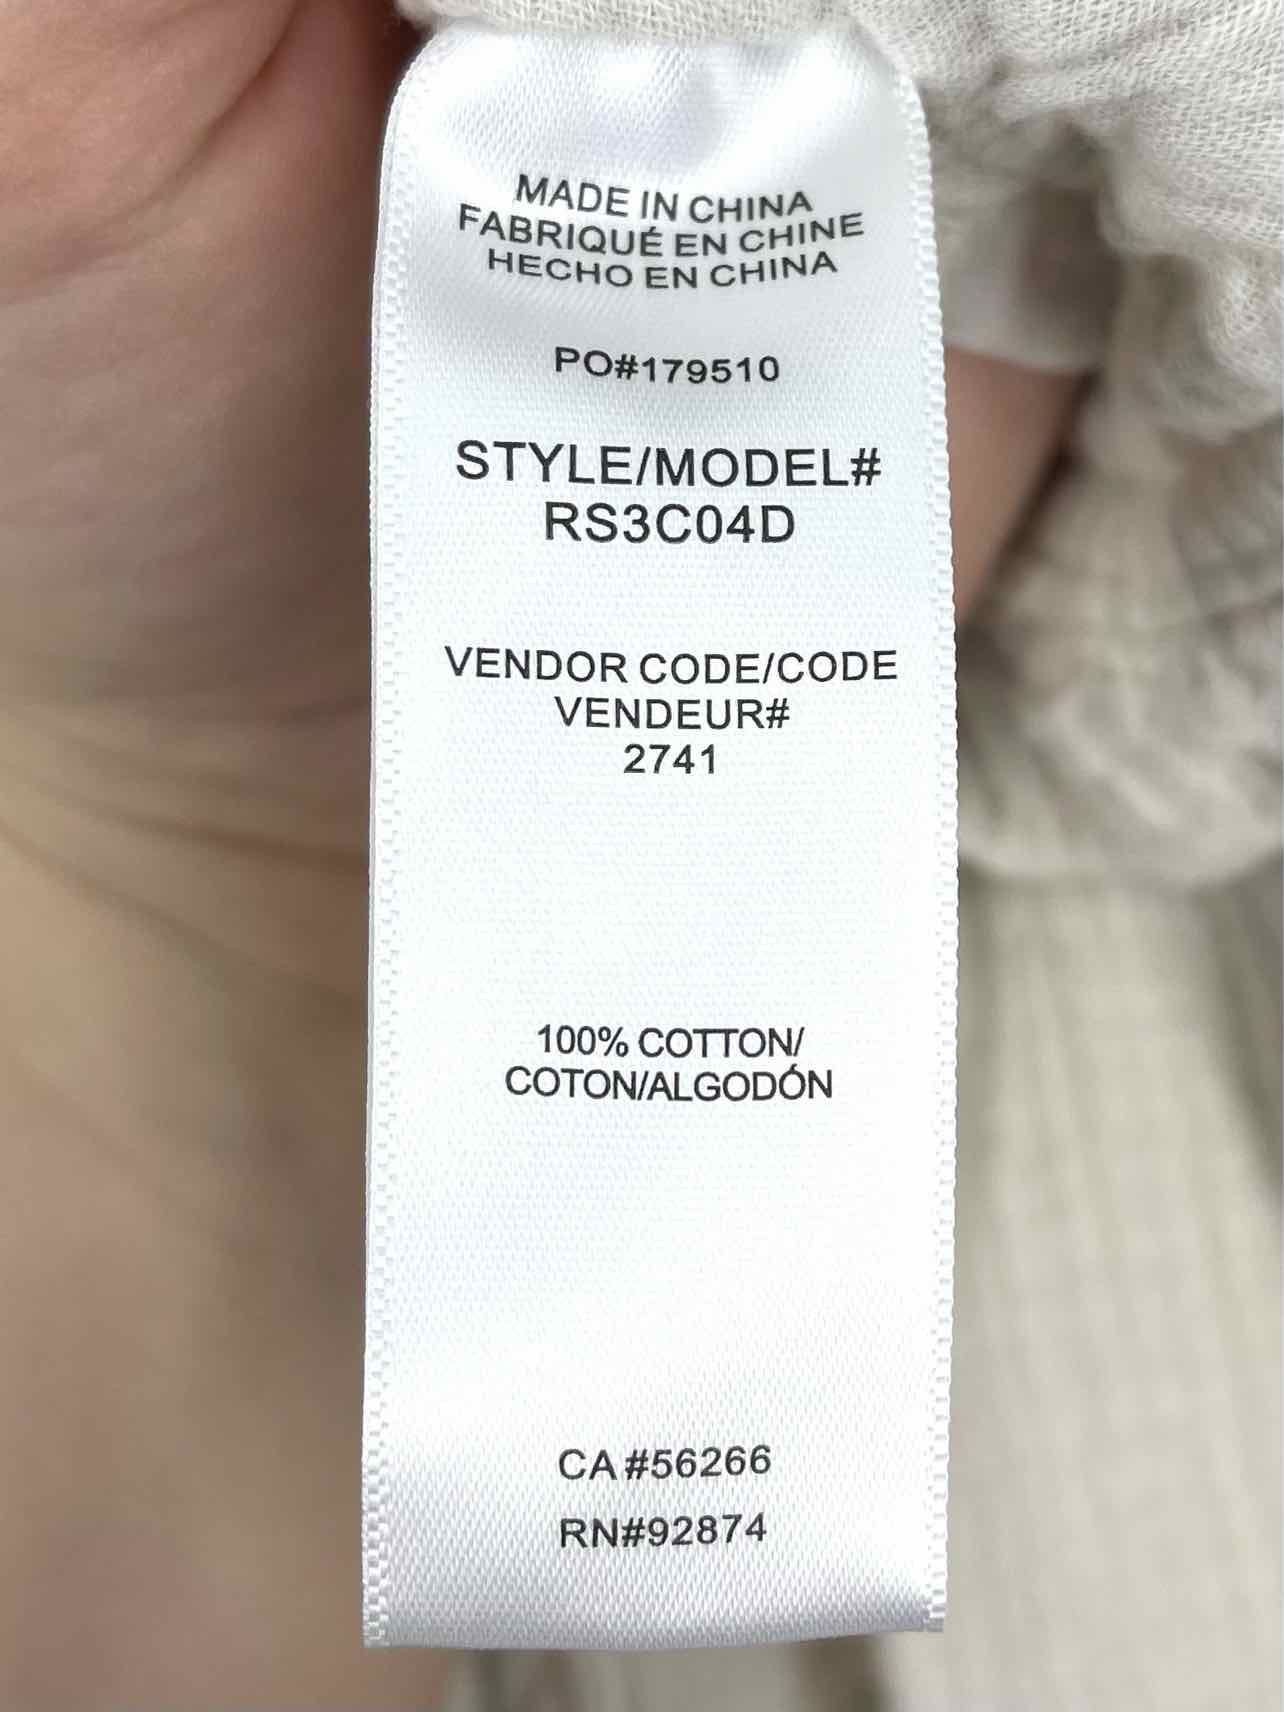 MADE IN CHINA
FABRIQUÉ EN CHINE
HECHO EN CHINA
PO#179510
STYLE/MODEL#
RS3C04D
VENDOR CODE/CODE
VENDEUR#
2741
100% COTTON/
COTON/ALGODÓN
CA#56266
RN#92874